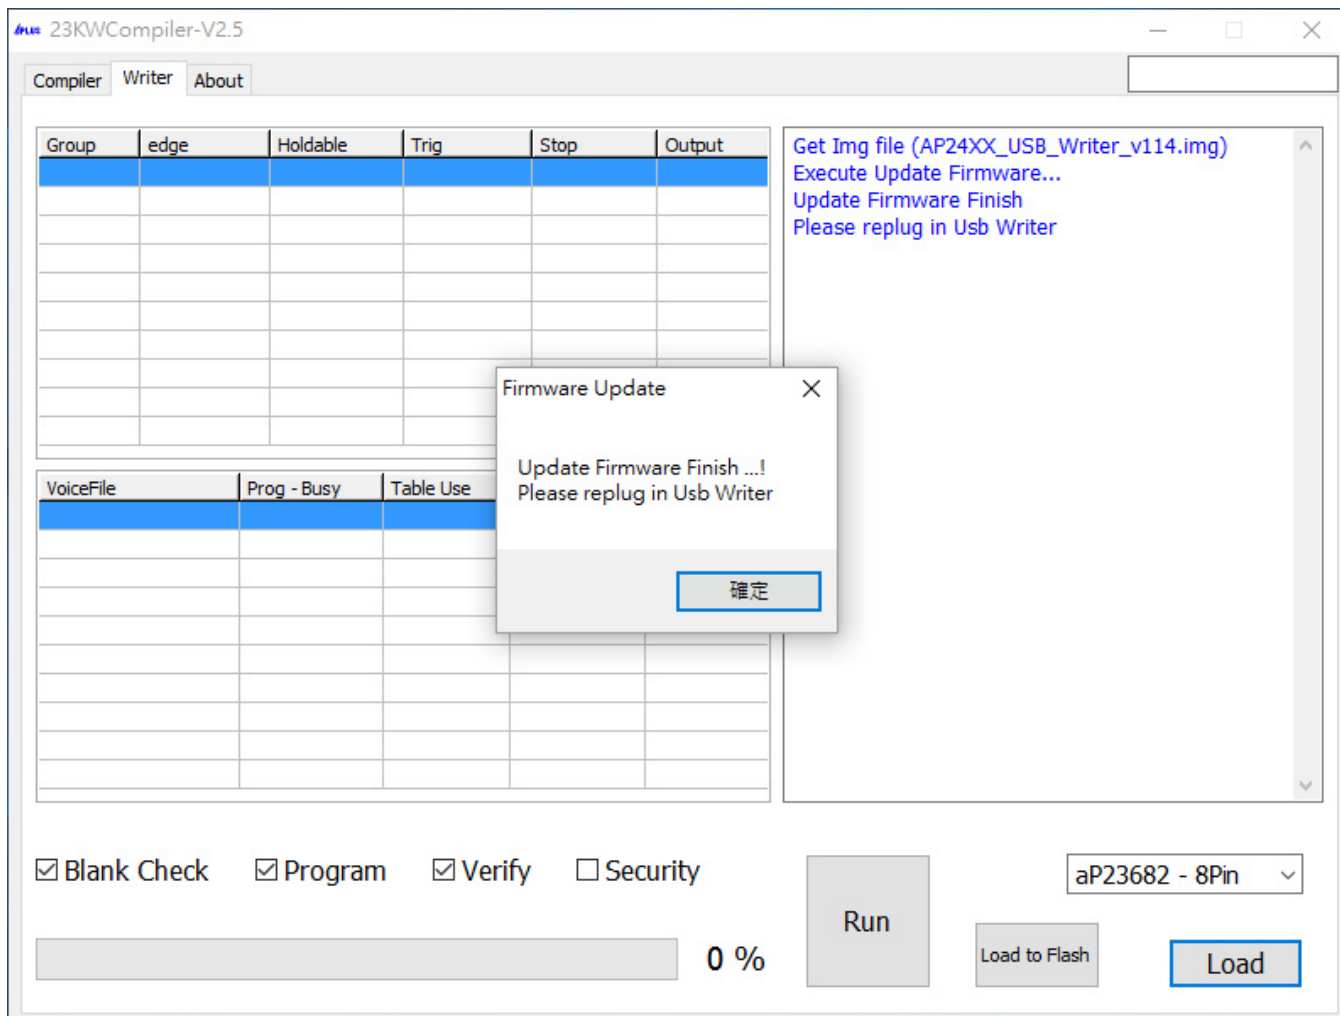 23KWCompiler-V2.5
Compiler Writer About
Group edge Holdable Trig Stop Output
Get Img file (AP24XX_USB_Writer_v114.img)
Execute Update Firmware...
Update Firmware Finish
Please replug in Usb Writer
Firmware Update
Update Firmware Finish ...!
Please replug in Usb Writer
確定
VoiceFile Prog - Busy Table Use
Blank Check Program Verify Security
aP23682 - 8Pin
Run
0 %
Load to Flash
Load